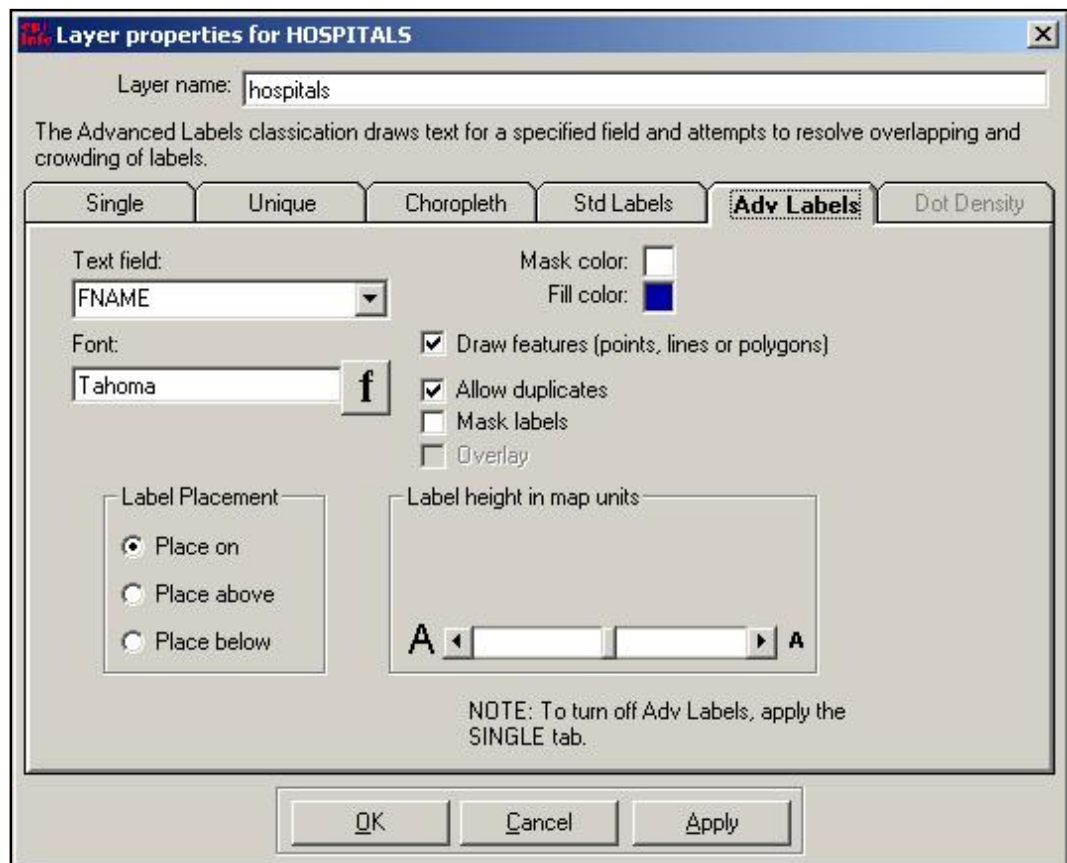 Epi
Info
Layer properties for HOSPITALS
Layer name: hospitals
The Advanced Labels classication draws text for a specified field and attempts to resolve overlapping and
crowding of labels.
Single Unique Choropleth Std Labels Adv Labels Dot Density
Text field:
FNAME
Mask color:
Fill color:
Font:
Tahoma f
Draw features (points, lines or polygons)
Allow duplicates
Mask labels
Overlay
Label Placement
Place on
Place above
Place below
Label height in map units
A A
NOTE: To turn off Adv Labels, apply the
SINGLE tab.
OK Cancel Apply